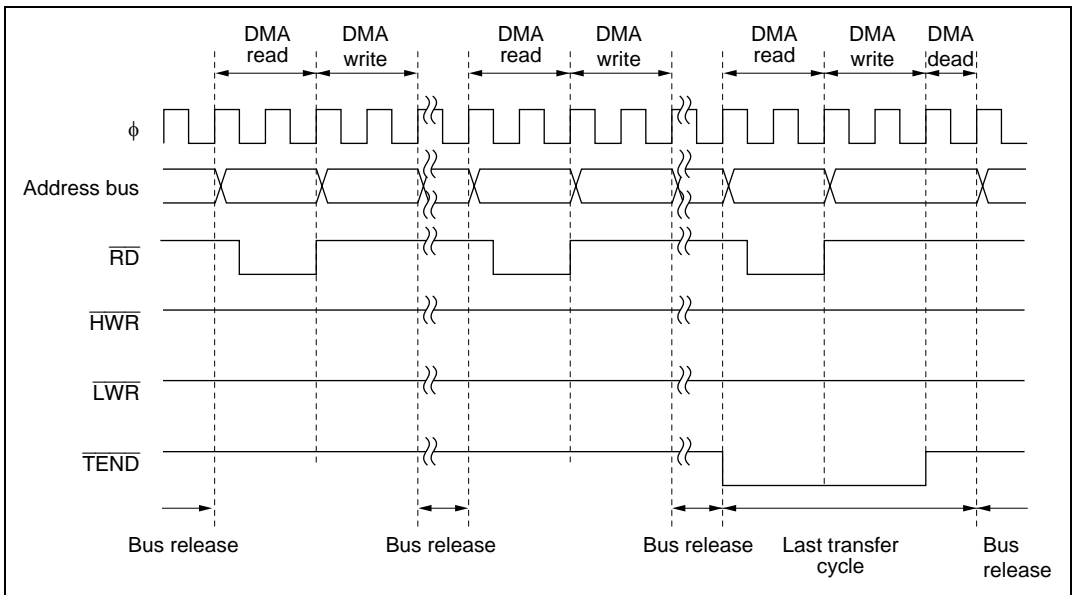 DMA read
DMA write
DMA read
DMA write
DMA read
DMA write
DMA dead
ϕ
Address bus
RD
HWR
LWR
TEND
Bus release
Bus release
Bus release
Last transfer cycle
Bus release